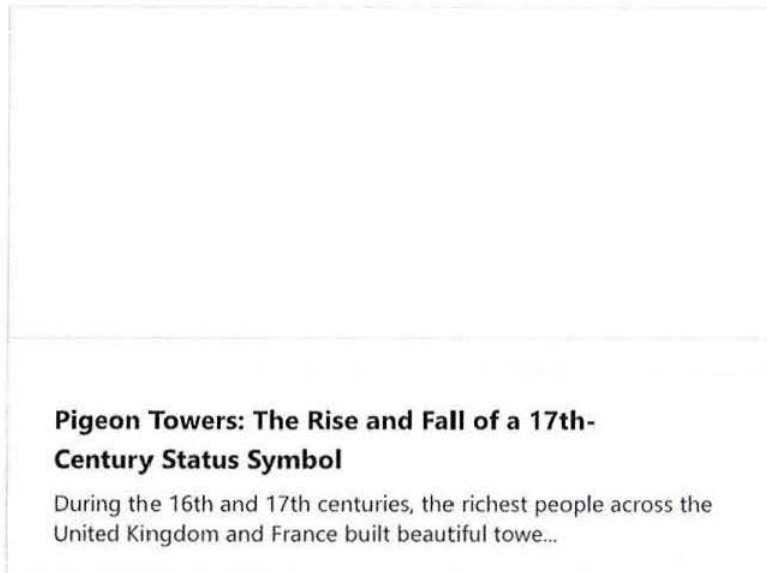 Pigeon Towers: The Rise and Fall of a 17th-
Century Status Symbol
During the 16th and 17th centuries, the richest people across the
United Kingdom and France built beautiful towe...